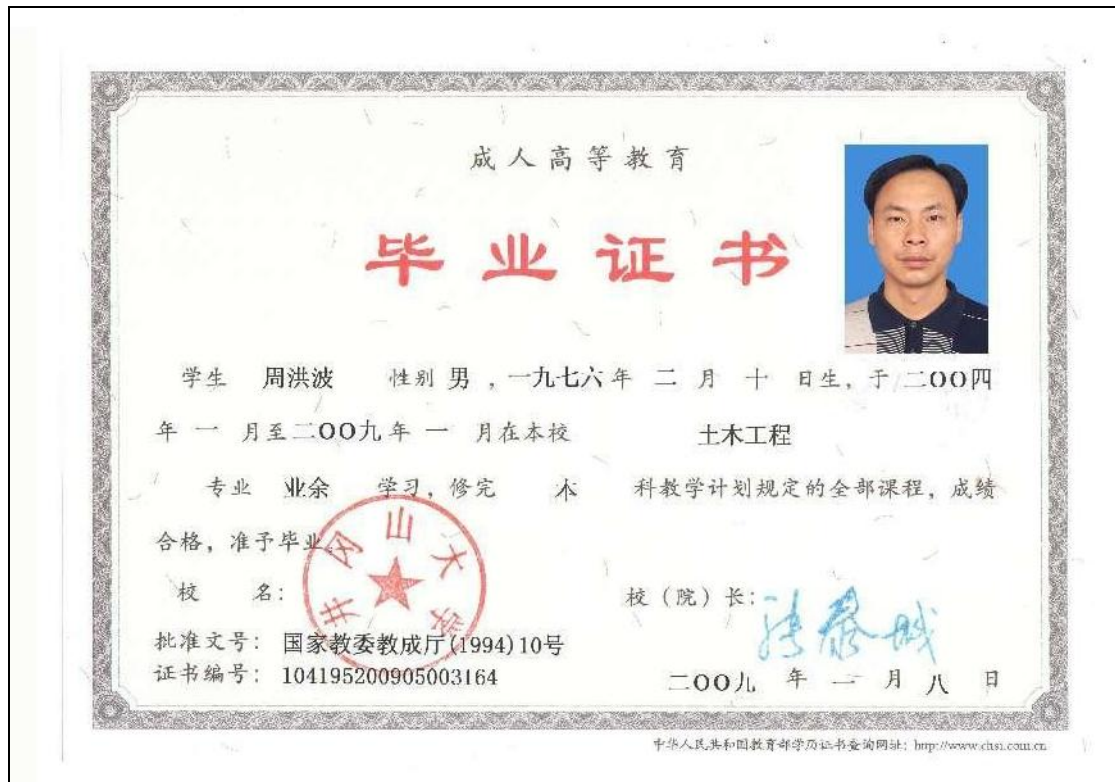 成人高等教育
毕业证书
学生 周洪波 性别 男 ，一九七六年 二 月 十 日生，于 二OO四
年 一 月至二OO九年 一 月在本校 土木工程
专业 业余 学习，修完 本 科教学计划规定的全部课程，成绩
合格，准予毕业。
校 名： 井冈山大学
校（院）长： 张泰城
批准文号： 国家教委教成厅(1994)10号
证书编号： 104195200905003164
二OO九 年 一 月 八 日
中华人民共和国教育部学历证书查询网址：http://www.chsi.com.cn